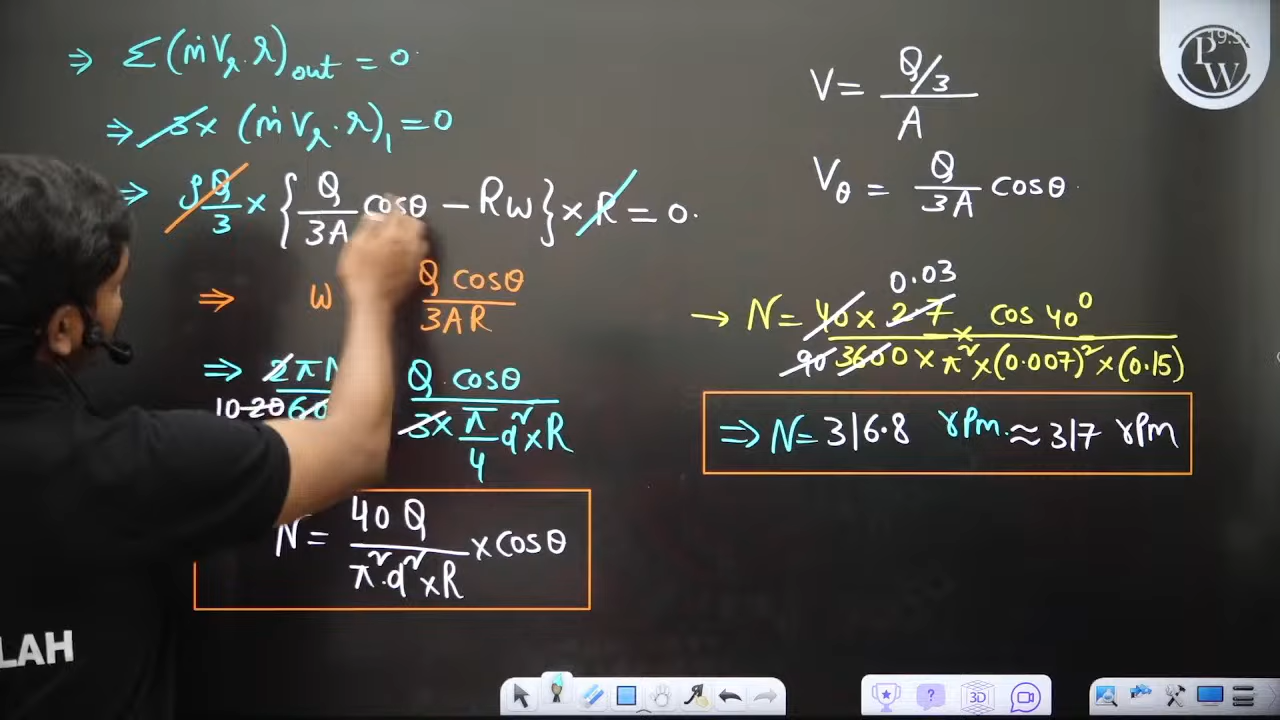 ⇒ Σ(ṁVr.r)out = 0
⇒ 3 × (ṁVr.r)₁ = 0
⇒ ρQ/3 × {Q/3A cosθ − Rω} × R = 0.
⇒ ω Q cosθ/3AR
⇒ 2πN/60 Q cosθ/(3 × π/4 d² × R)
10 20
N = 40Q/(π².d² × R) × cosθ
V = Q/3/A
Vθ = Q/3A cosθ
0.03
→ N = 40 × 2.7 × cos 40°/(90 3600 × π² × (0.007)² × (0.15))
⇒ N = 316.8 rpm. ≈ 317 rpm
PW
LAH
3D